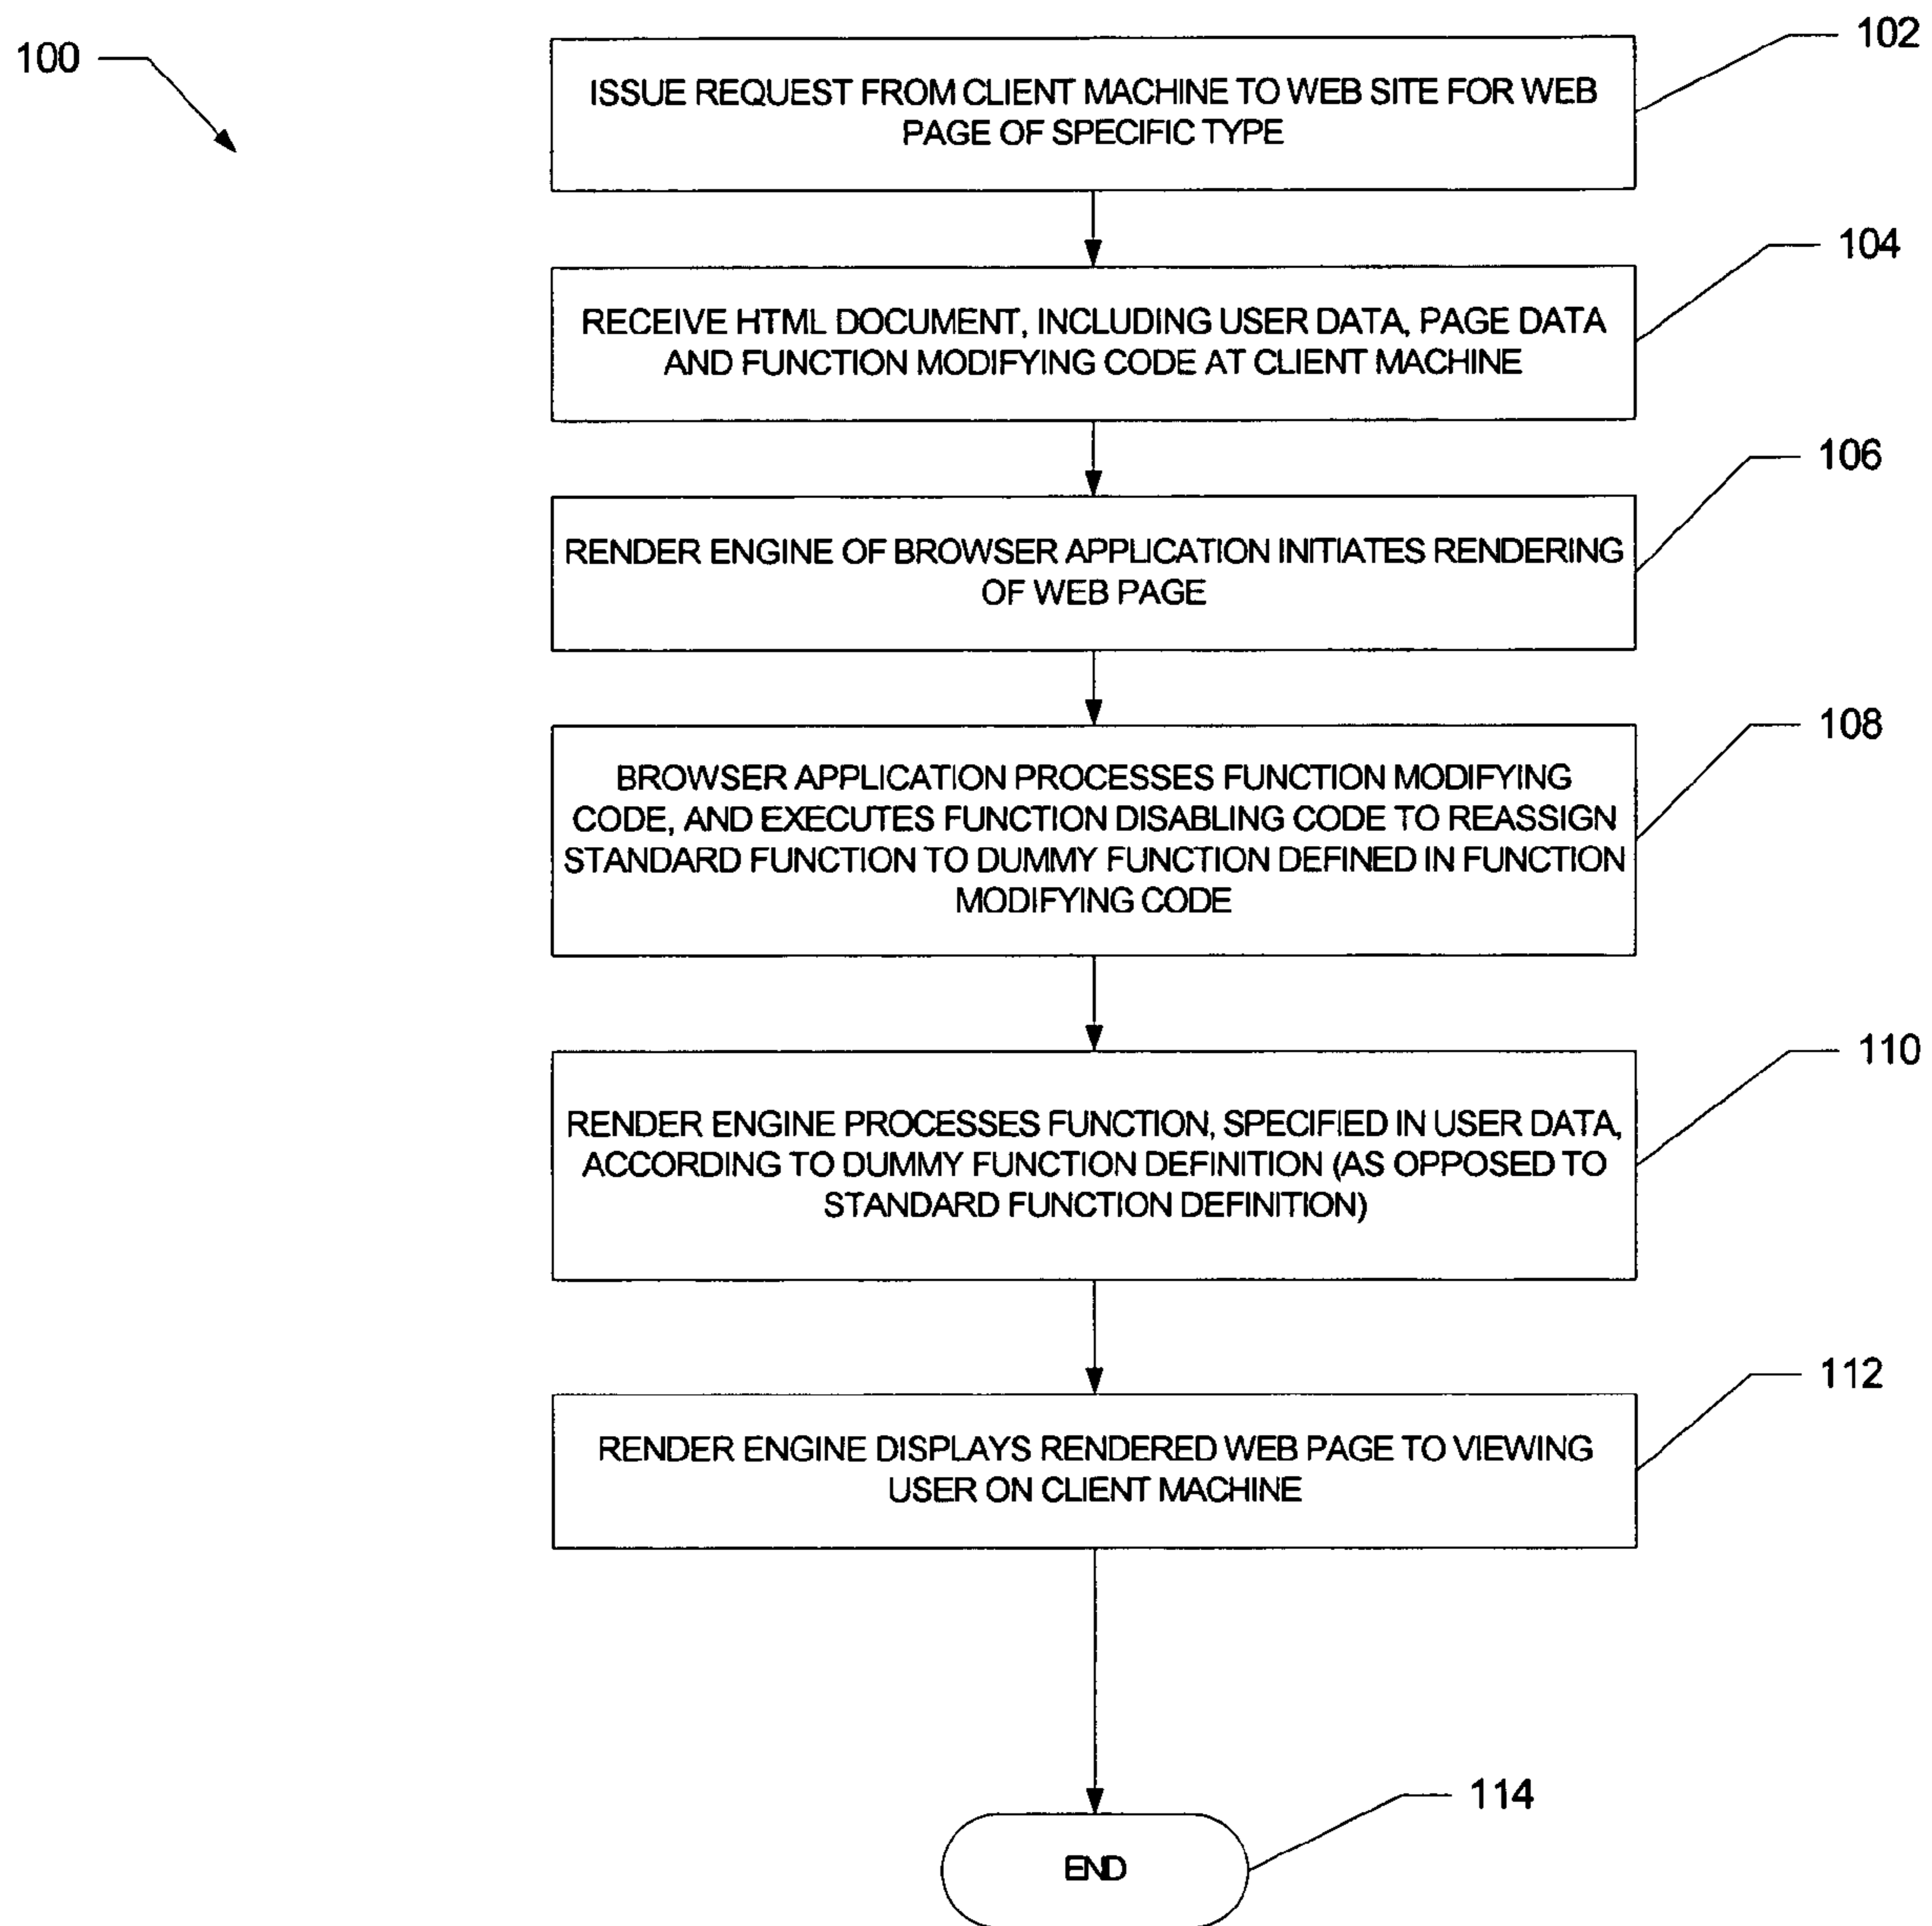 100
102
ISSUE REQUEST FROM CLIENT MACHINE TO WEB SITE FOR WEB
PAGE OF SPECIFIC TYPE
104
RECEIVE HTML DOCUMENT, INCLUDING USER DATA, PAGE DATA
AND FUNCTION MODIFYING CODE AT CLIENT MACHINE
106
RENDER ENGINE OF BROWSER APPLICATION INITIATES RENDERING
OF WEB PAGE
108
BROWSER APPLICATION PROCESSES FUNCTION MODIFYING
CODE, AND EXECUTES FUNCTION DISABLING CODE TO REASSIGN
STANDARD FUNCTION TO DUMMY FUNCTION DEFINED IN FUNCTION
MODIFYING CODE
110
RENDER ENGINE PROCESSES FUNCTION, SPECIFIED IN USER DATA,
ACCORDING TO DUMMY FUNCTION DEFINITION (AS OPPOSED TO
STANDARD FUNCTION DEFINITION)
112
RENDER ENGINE DISPLAYS RENDERED WEB PAGE TO VIEWING
USER ON CLIENT MACHINE
114
END